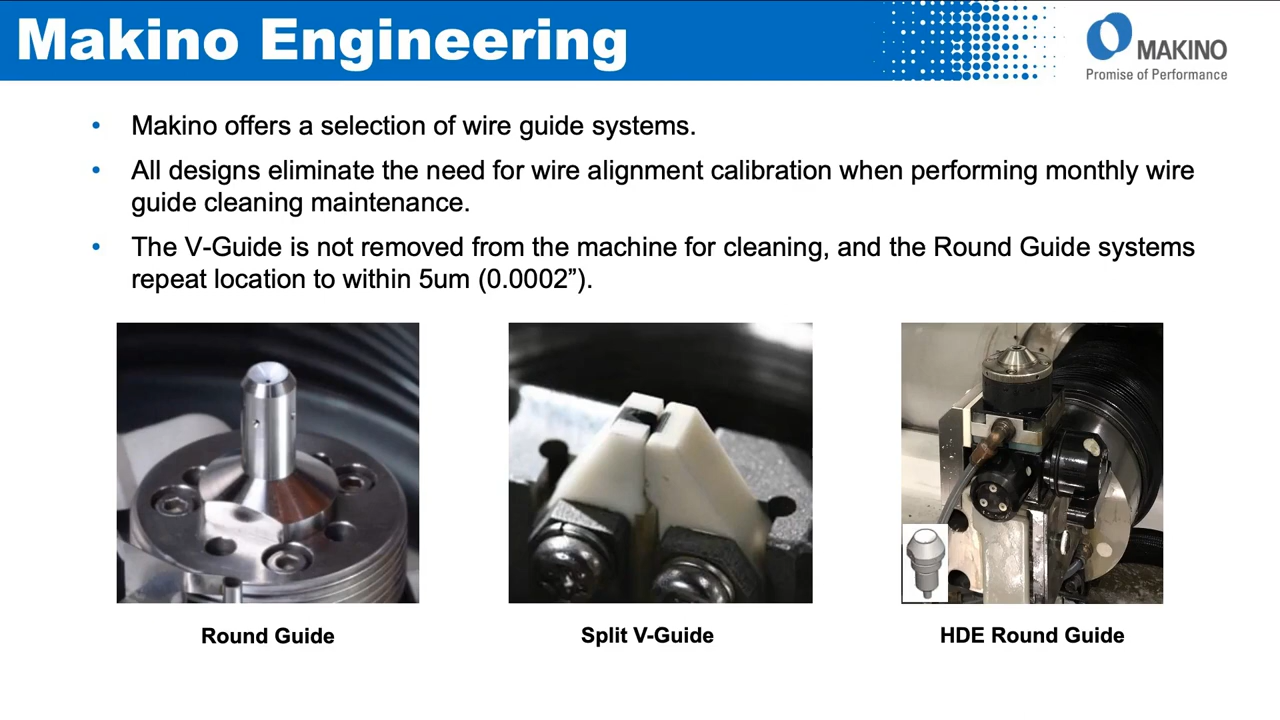 Makino Engineering
MAKINO
Promise of Performance
• Makino offers a selection of wire guide systems.
• All designs eliminate the need for wire alignment calibration when performing monthly wire
guide cleaning maintenance.
• The V-Guide is not removed from the machine for cleaning, and the Round Guide systems
repeat location to within 5um (0.0002”).
Round Guide
Split V-Guide
HDE Round Guide